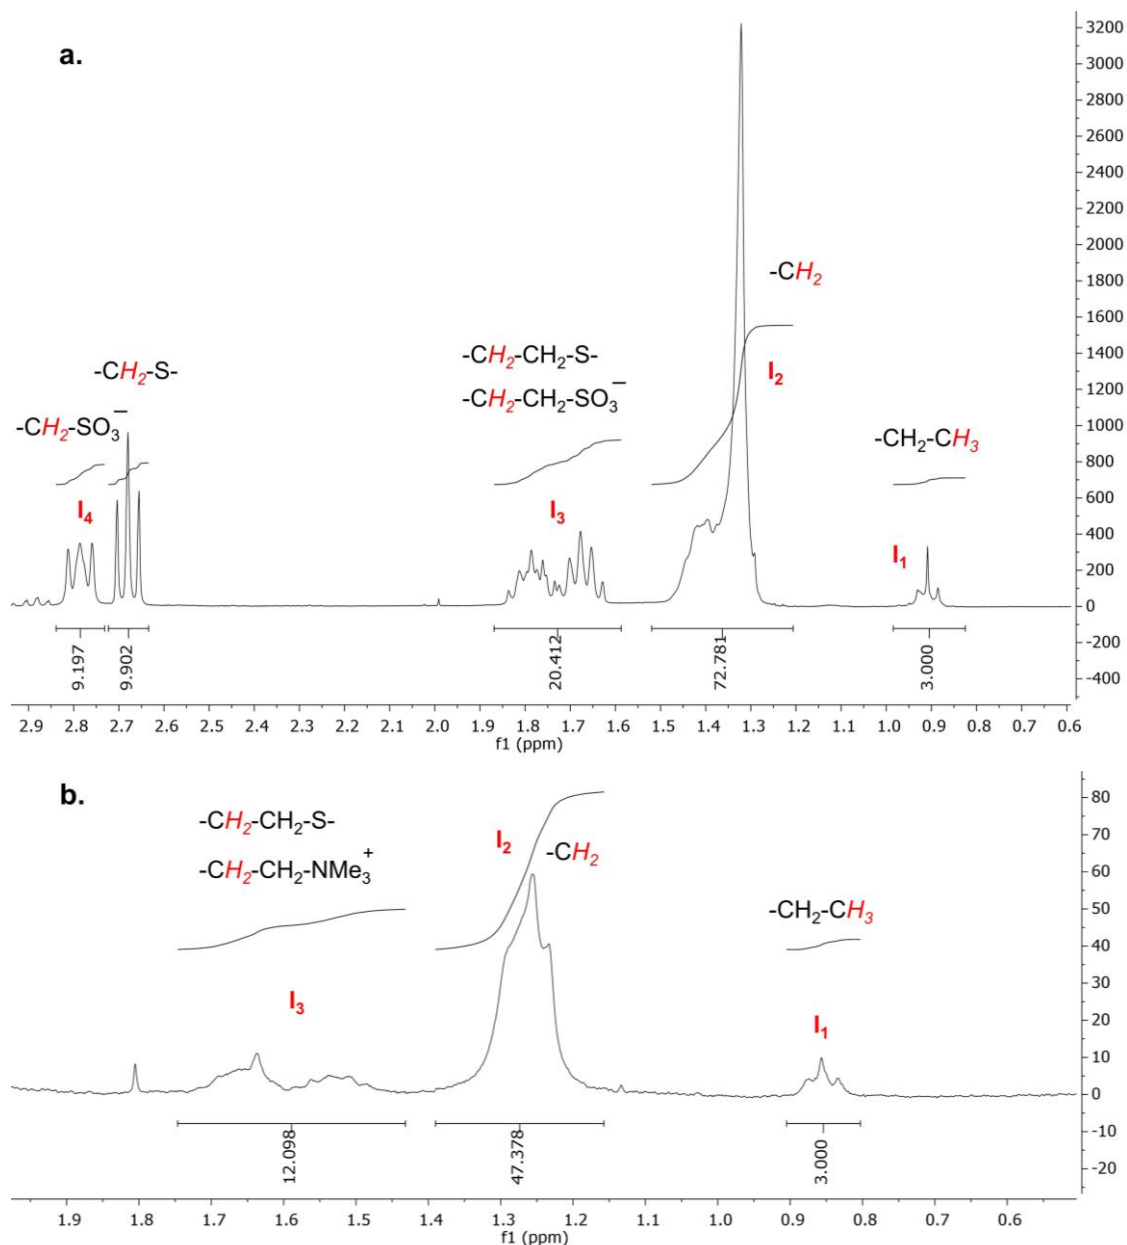 a.
-CH2-SO3−
-CH2-S-
-CH2-CH2-S-
-CH2-CH2-SO3−
-CH2
-CH2-CH3
I4
I3
I2
I1
3200
3000
2800
2600
2400
2200
2000
1800
1600
1400
1200
1000
800
600
400
200
0
-200
-400
9.197
9.902
20.412
72.781
3.000
2.9 2.8 2.7 2.6 2.5 2.4 2.3 2.2 2.1 2.0 1.9 1.8 1.7 1.6 1.5 1.4 1.3 1.2 1.1 1.0 0.9 0.8 0.7 0.6
f1 (ppm)
b.
-CH2-CH2-S-
-CH2-CH2-NMe3+
I2
-CH2
-CH2-CH3
I3
I1
80
70
60
50
40
30
20
10
0
-10
-20
12.098
47.378
3.000
1.9 1.8 1.7 1.6 1.5 1.4 1.3 1.2 1.1 1.0 0.9 0.8 0.7 0.6
f1 (ppm)